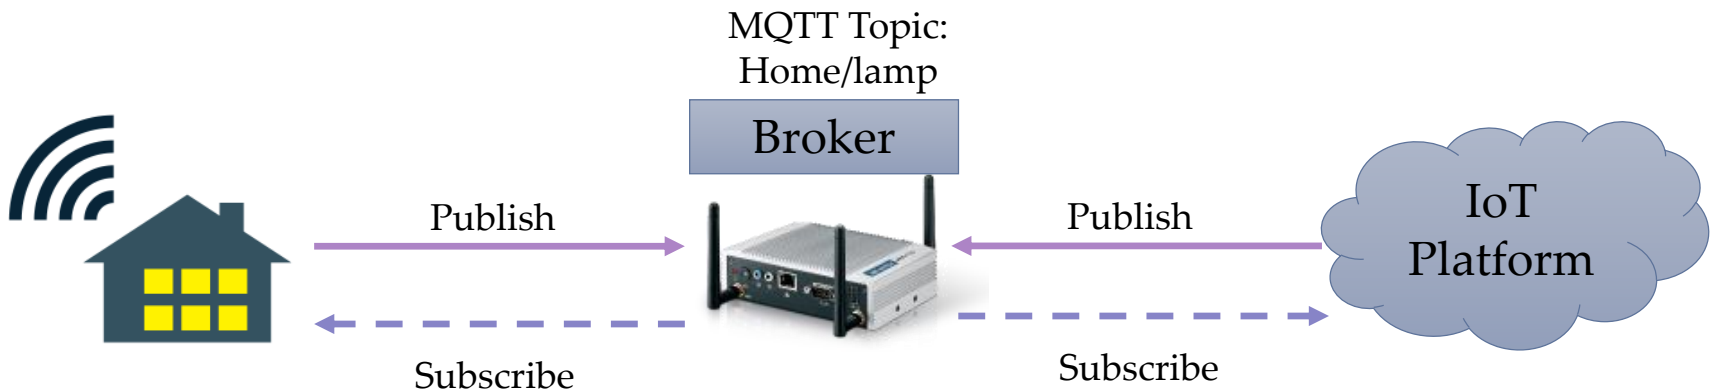 MQTT Topic:
Home/lamp
Broker
Publish
Publish
IoT
Platform
Subscribe
Subscribe